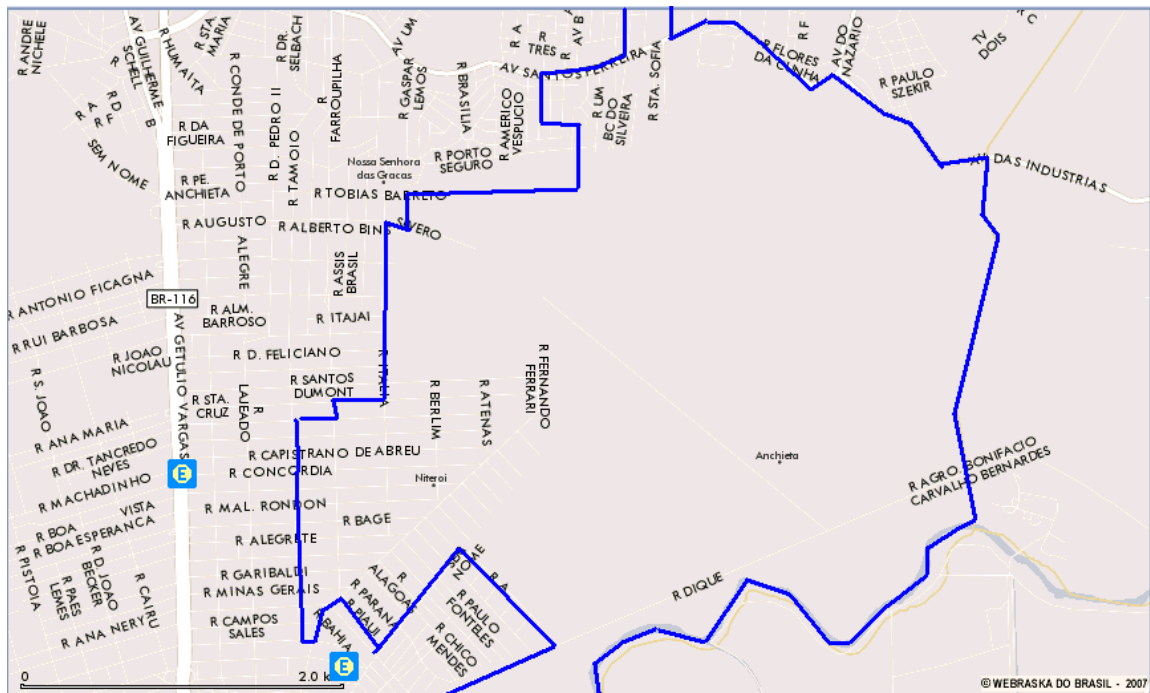 R ANDRE
NICHELE
AV GUILHERME
SCHELL
R HUMAITA
R STA.
MARIA
R DR.
SELBACH
AV UM
R A
R
TRES
R AV B
R STA. SOFIA
AV SANTOS FERREIRA
R FLORES
DA CUNHA
R F
AV DO
NAZARIO
TV
DOIS
R C
R PAULO
SZEKIR
R
R D
B
R A
R F
SEM NOME
R CONDE DE PORTO
ALEGRE
R D. PEDRO II
R TAMOIO
R
FARROUPILHA
R GASPAR
LEMOS
R BRASILIA
R AMERICO
VESPUCIO
R UM
BC DO
SILVEIRA
R DA
FIGUEIRA
R PORTO
SEGURO
Nossa Senhora
das Gracas
AV DAS INDUSTRIAS
R PE.
ANCHIETA
R TOBIAS BARRETO
R AUGUSTO
SEVERO
R ALBERTO BINS
R ASSIS
BRASIL
R ANTONIO FICAGNA
BR-116
R RUI BARBOSA
R ALM.
BARROSO
R ITAJAI
AV GETULIO VARGAS
R JOAO
NICOLAU
R D. FELICIANO
R ITALIA
R FERNANDO
FERRARI
R S. JOAO
R STA.
CRUZ
R
LAJEADO
R SANTOS
DUMONT
R BERLIM
R ATENAS
R ANA MARIA
R DR. TANCREDO
NEVES
R CAPISTRANO DE ABREU
R CONCORDIA
Niteroi
Anchieta
R AGRO. BONIFACIO
CARVALHO BERNARDES
E
R MACHADINHO
R BOA
VISTA
R BOA ESPERANCA
R MAL. RONDON
R BAGE
R ALEGRETE
R PISTOIA
R PAES
LEMES
R D. JOAO
BECKER
R CAIRU
R GARIBALDI
R MINAS GERAIS
R
ALAGOAS
R PARANA
R PIAUI
R BAHIA
NOME
R A
R PAULO
FONTELES
R CHICO
MENDES
R DIQUE
R ANA NERY
R CAMPOS
SALES
E
0
2.0 k
© WEBRASKA DO BRASIL - 2007